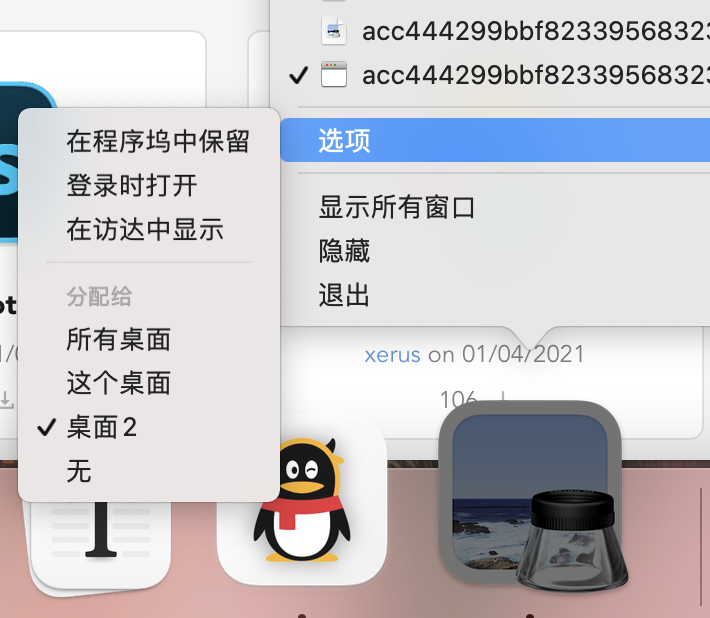 acc444299bbf82339568323
acc444299bbf82339568323
选项
显示所有窗口
隐藏
退出
在程序坞中保留
登录时打开
在访达中显示
分配给
所有桌面
这个桌面
桌面 2
无
xerus on 01/04/2021
106